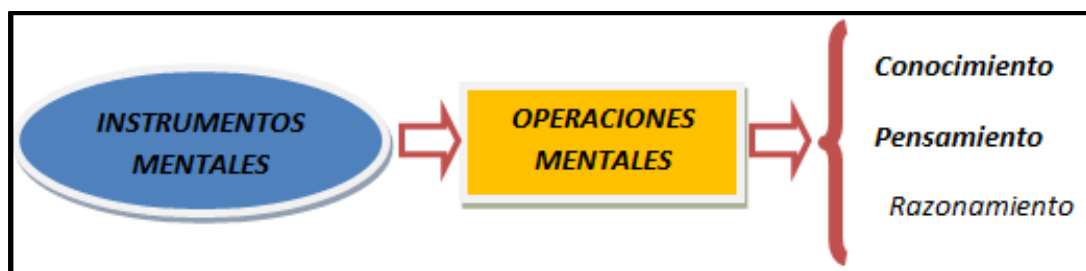 INSTRUMENTOS
MENTALES
OPERACIONES
MENTALES
Conocimiento
Pensamiento
Razonamiento